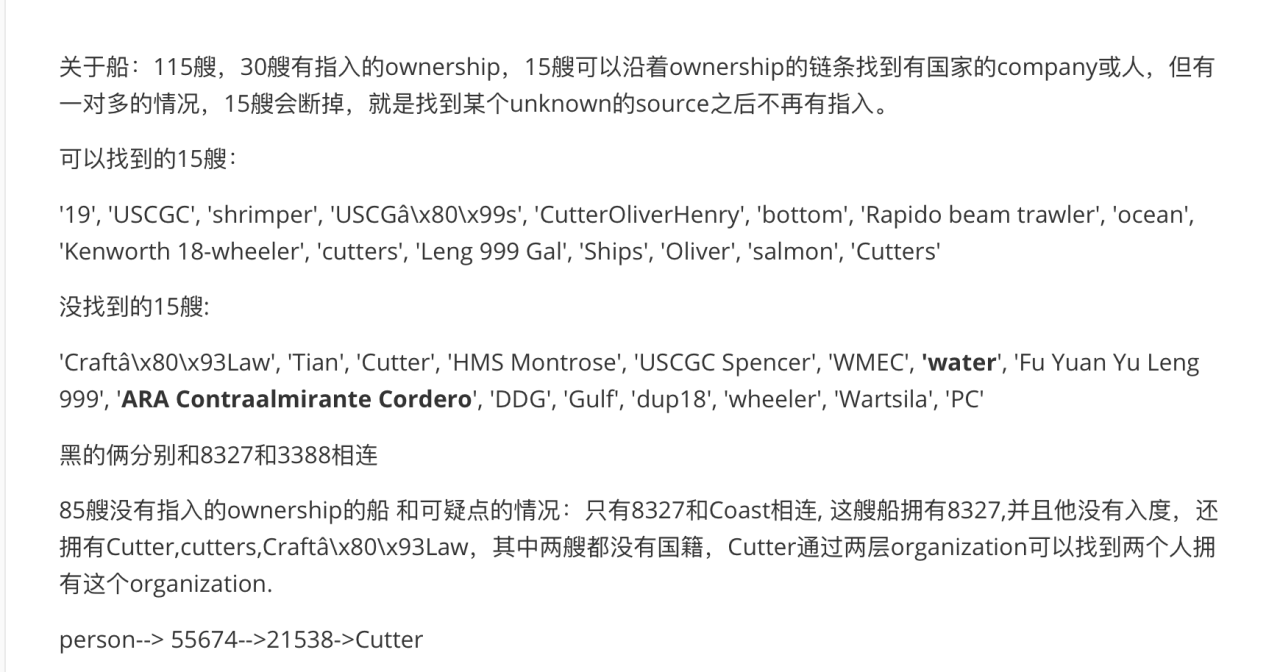 关于船：115艘，30艘有指入的ownership，15艘可以沿着ownership的链条找到有国家的company或人，但有
一对多的情况，15艘会断掉，就是找到某个unknown的source之后不再有指入。
可以找到的15艘：
'19', 'USCGC', 'shrimper', 'USCGâ\x80\x99s', 'CutterOliverHenry', 'bottom', 'Rapido beam trawler', 'ocean',
'Kenworth 18-wheeler', 'cutters', 'Leng 999 Gal', 'Ships', 'Oliver', 'salmon', 'Cutters'
没找到的15艘:
'Craftâ\x80\x93Law', 'Tian', 'Cutter', 'HMS Montrose', 'USCGC Spencer', 'WMEC', 'water', 'Fu Yuan Yu Leng
999', 'ARA Contraalmirante Cordero', 'DDG', 'Gulf', 'dup18', 'wheeler', 'Wartsila', 'PC'
黑的俩分别和8327和3388相连
85艘没有指入的ownership的船 和可疑点的情况：只有8327和Coast相连, 这艘船拥有8327,并且他没有入度，还
拥有Cutter,cutters,Craftâ\x80\x93Law，其中两艘都没有国籍，Cutter通过两层organization可以找到两个人拥
有这个organization.
person--> 55674-->21538->Cutter